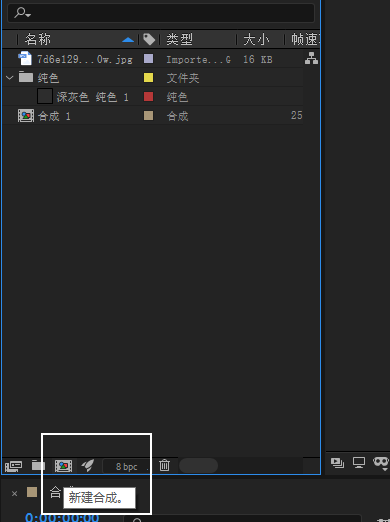 名称 类型 大小 帧速
7d6e129...0w.jpg Importe...G 16 KB
纯色 文件夹
深灰色 纯色 1 纯色
合成 1 合成 25
8 bpc
合
新建合成。
0:00:00:00